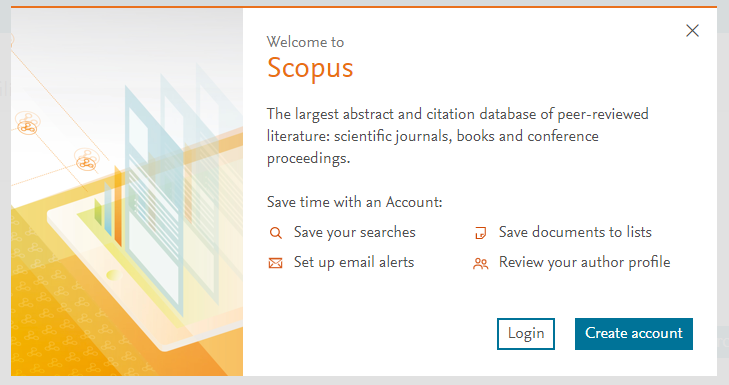 Welcome to
Scopus
The largest abstract and citation database of peer-reviewed
literature: scientific journals, books and conference
proceedings.
Save time with an Account:
Save your searches
Save documents to lists
Set up email alerts
Review your author profile
Login
Create account